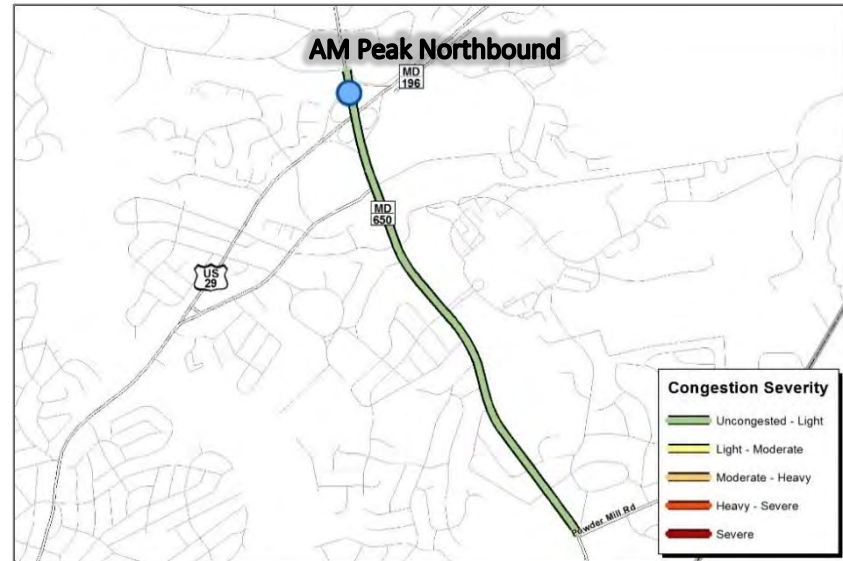 AM Peak Northbound
MD
196
MD
650
US
29
Congestion Severity
Uncongested - Light
Light - Moderate
Moderate - Heavy
Heavy - Severe
Severe
Powder Mill Rd